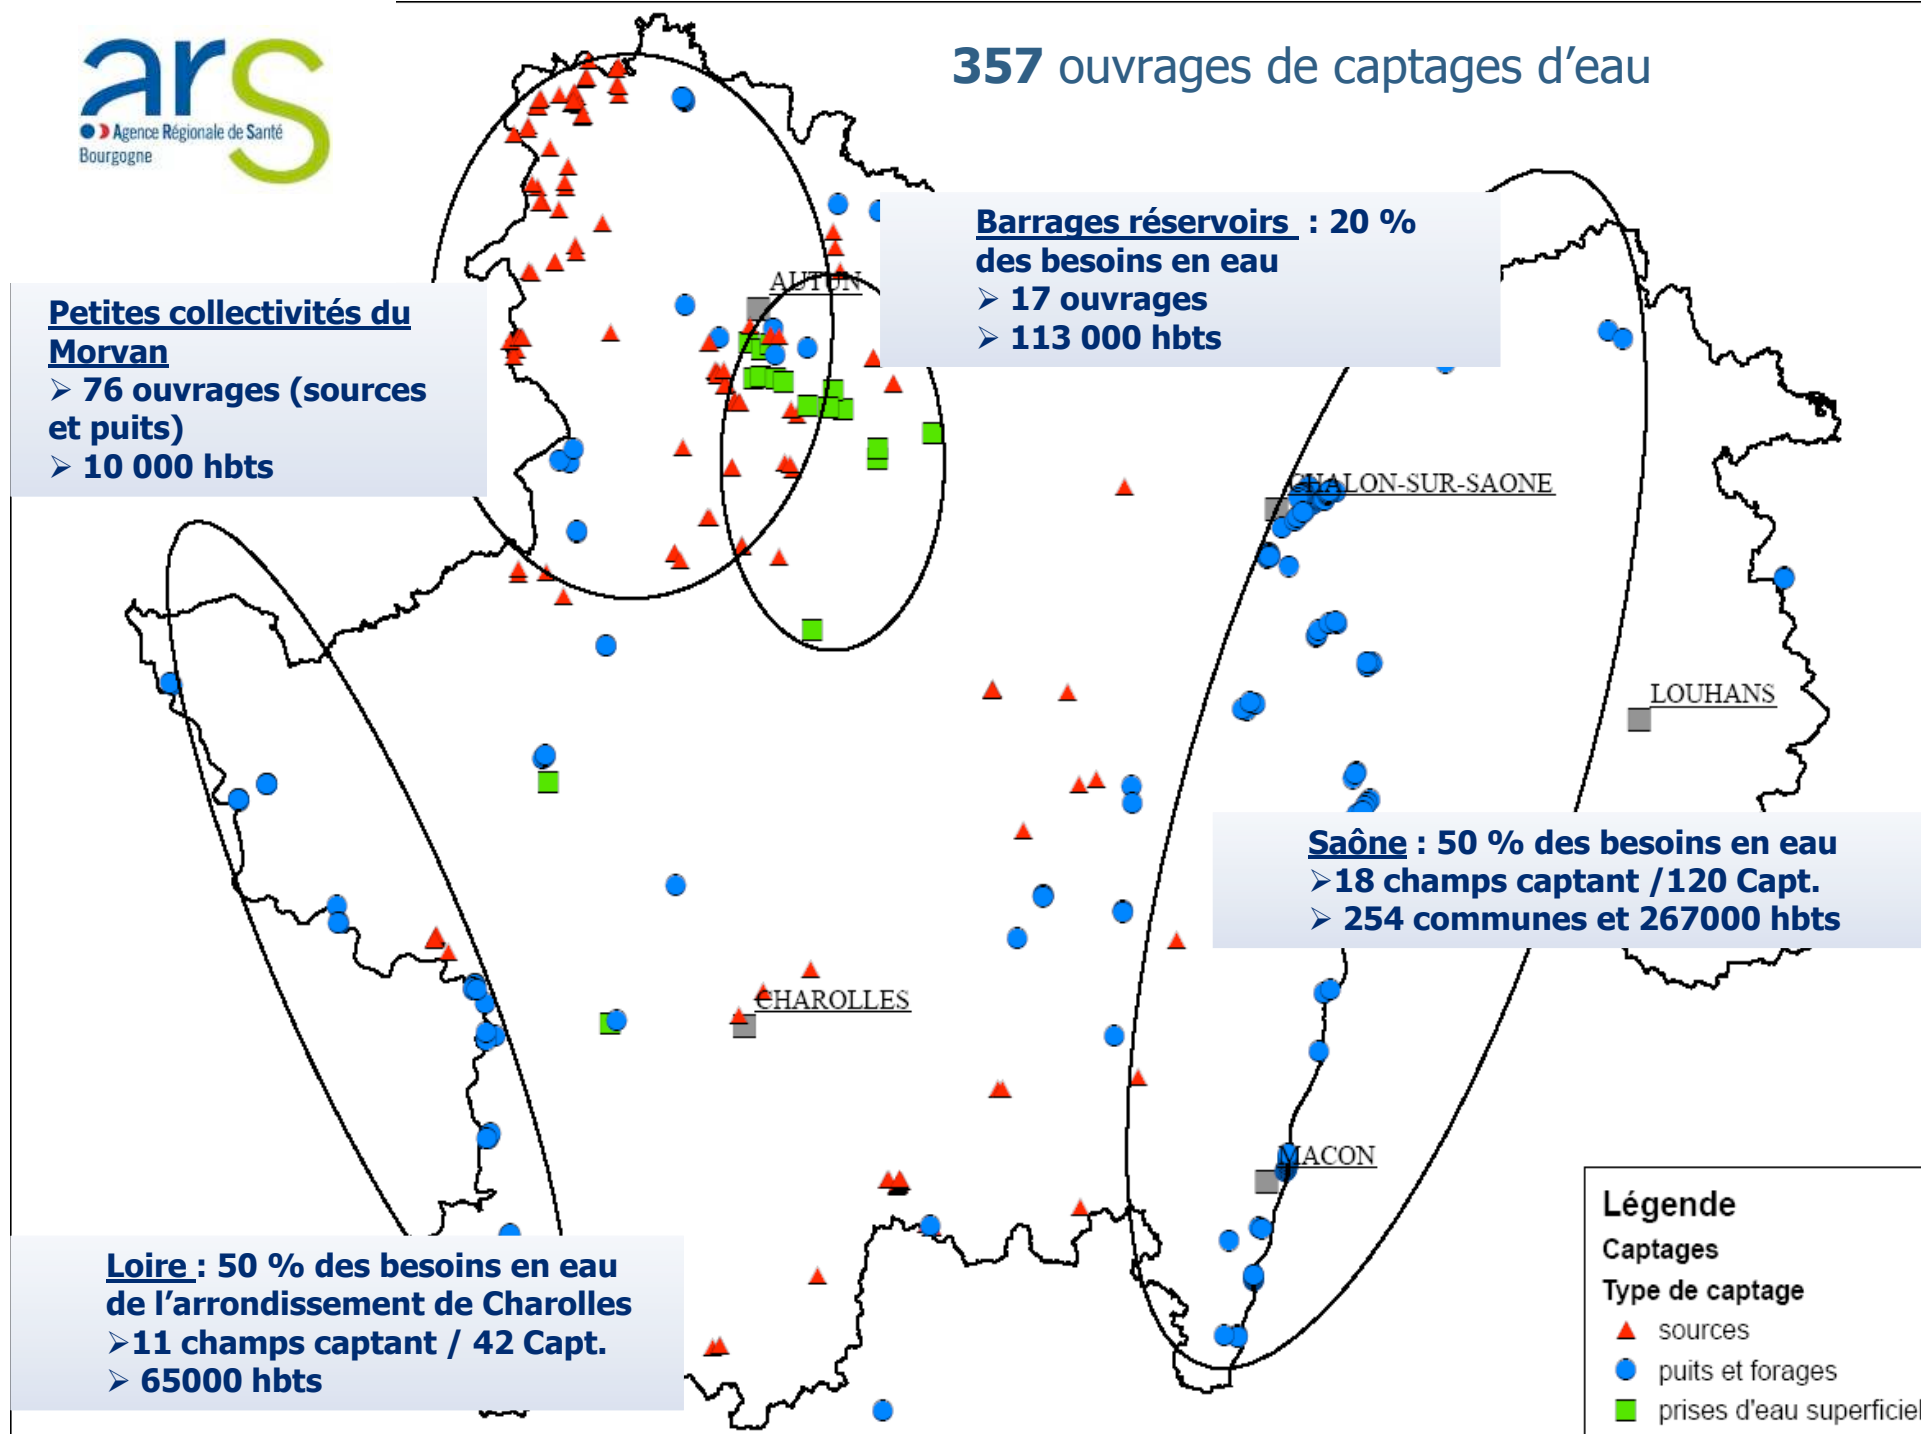 ars
Agence Régionale de Santé
Bourgogne
357 ouvrages de captages d'eau
Barrages réservoirs : 20 %
des besoins en eau
➢ 17 ouvrages
➢ 113 000 hbts
AUTUN
Petites collectivités du
Morvan
➢ 76 ouvrages (sources
et puits)
➢ 10 000 hbts
CHALON-SUR-SAONE
LOUHANS
Saône : 50 % des besoins en eau
➢18 champs captant /120 Capt.
➢ 254 communes et 267000 hbts
CHAROLLES
MACON
Loire : 50 % des besoins en eau
de l'arrondissement de Charolles
➢11 champs captant / 42 Capt.
➢ 65000 hbts
Légende
Captages
Type de captage
sources
puits et forages
prises d'eau superficiel